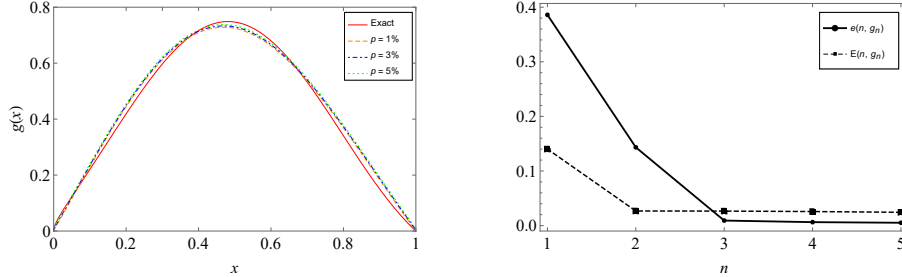 0.8
0.6
0.4
0.2
0
g(x)
0
0.2
0.4
0.6
0.8
1
x
Exact
p = 1%
p = 3%
p = 5%
0.4
0.3
0.2
0.1
0.0
1
2
3
4
5
n
e(n, gn)
E(n, gn)